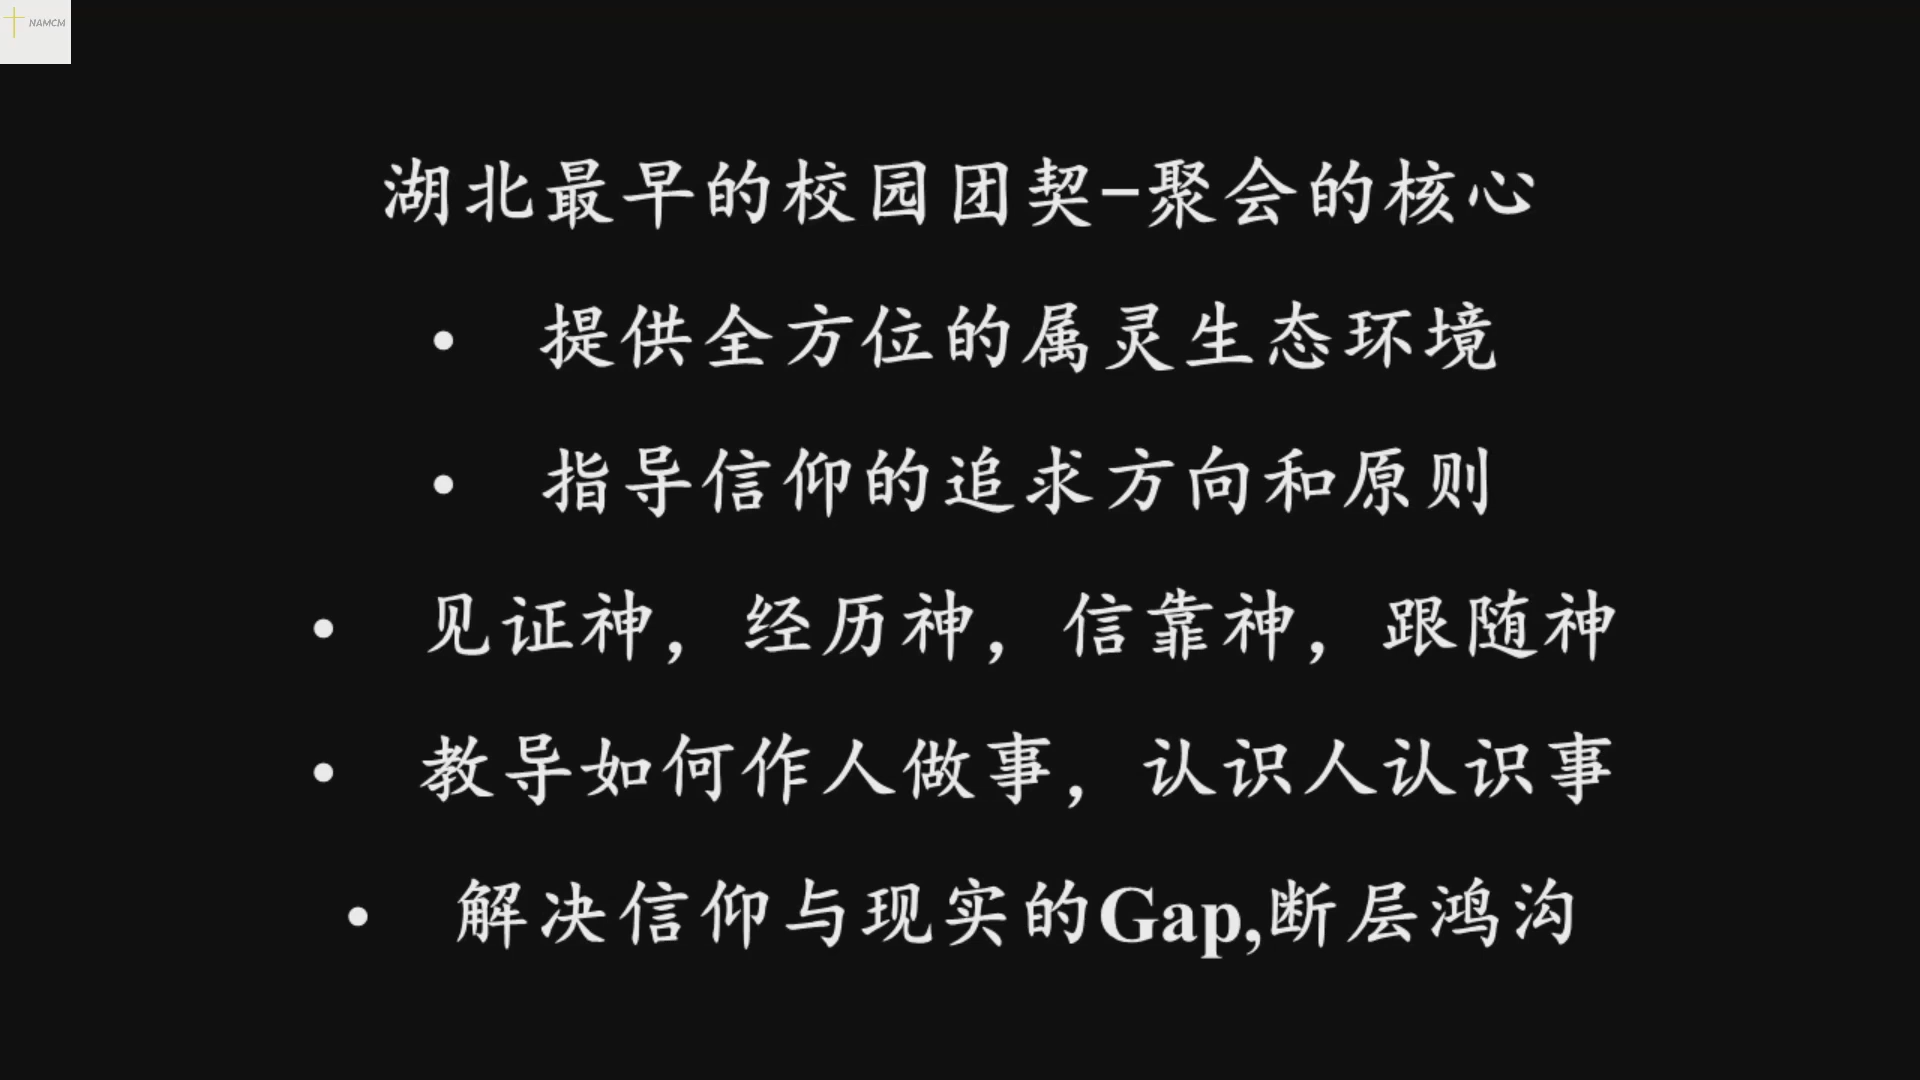 NAMCM
湖北最早的校园团契-聚会的核心
• 提供全方位的属灵生态环境
• 指导信仰的追求方向和原则
• 见证神，经历神，信靠神，跟随神
• 教导如何作人做事，认识人认识事
• 解决信仰与现实的Gap,断层鸿沟